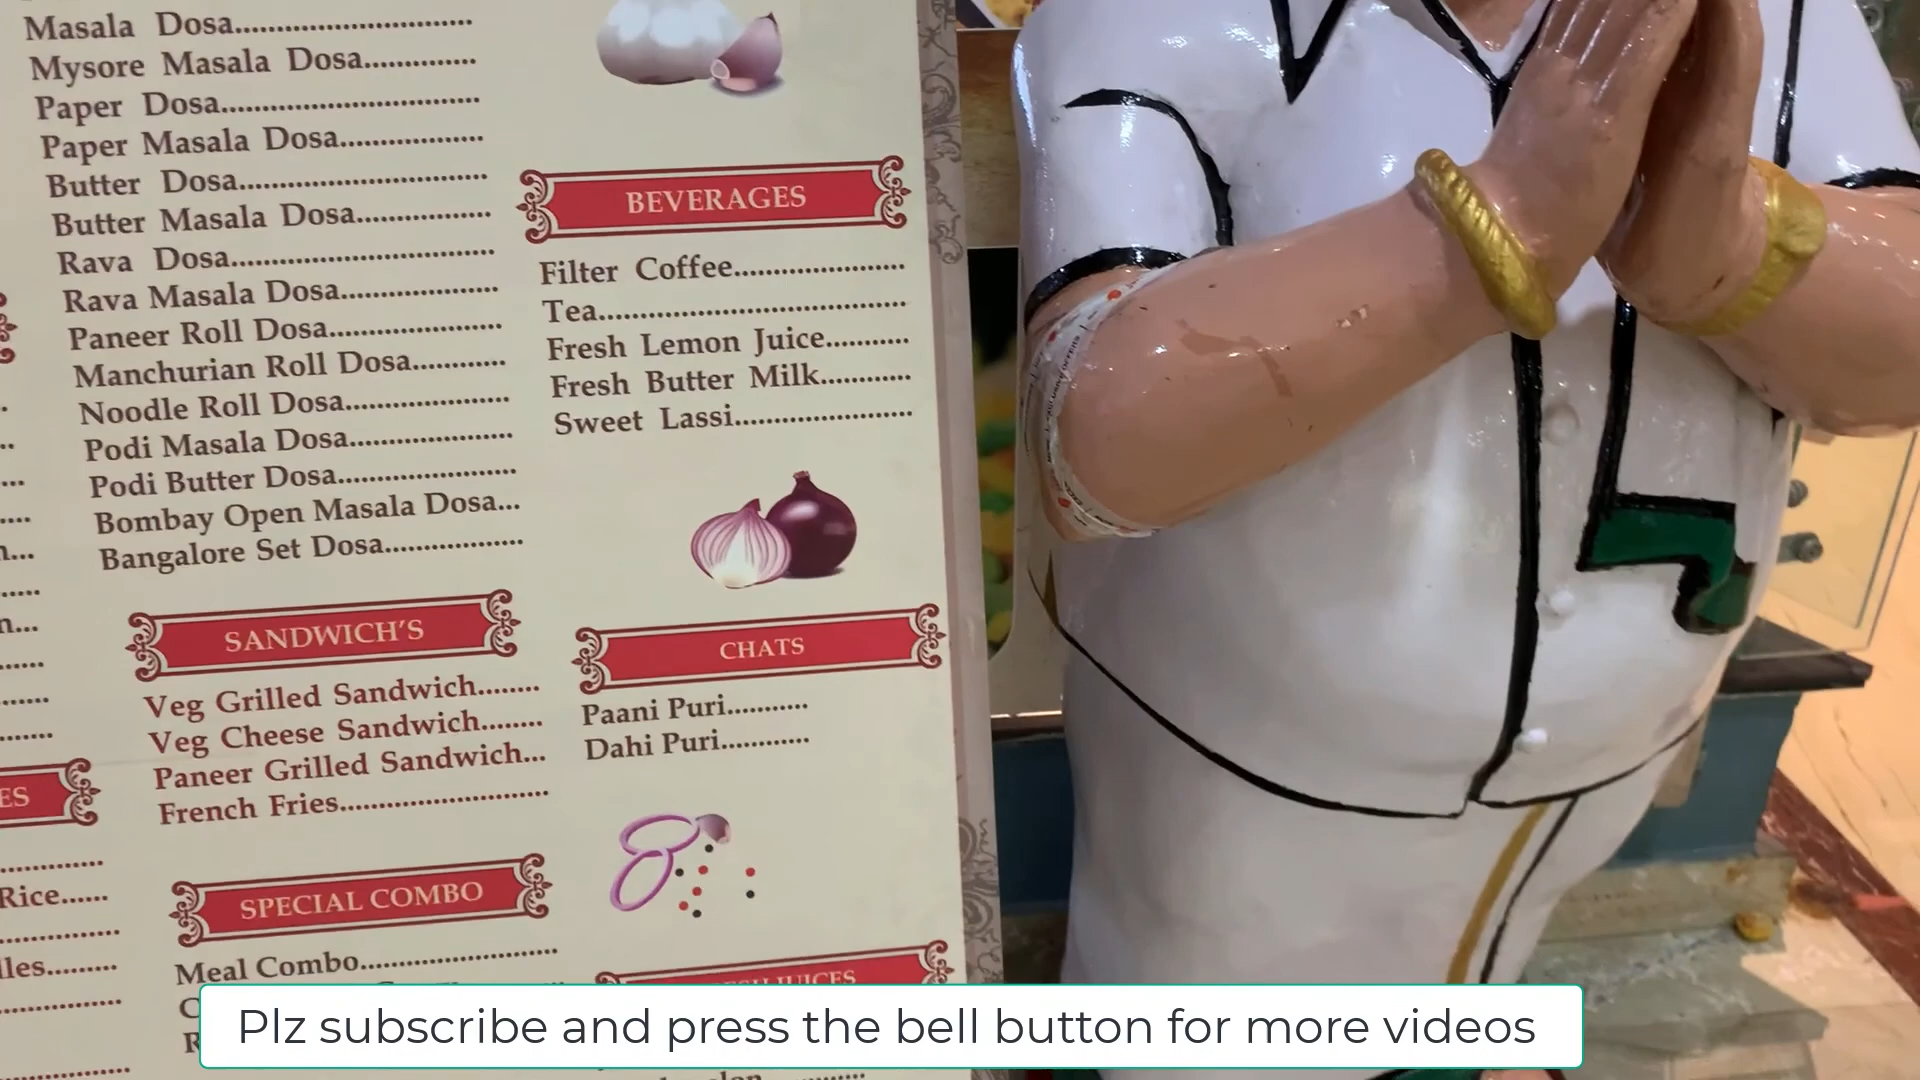 Masala Dosa........................
Mysore Masala Dosa..............
Paper Dosa..........................
Paper Masala Dosa.................
Butter Dosa.........................
Butter Masala Dosa................
Rava Dosa...........................
Rava Masala Dosa...................
Paneer Roll Dosa.....................
Manchurian Roll Dosa............
Noodle Roll Dosa....................
Podi Masala Dosa....................
Podi Butter Dosa......................
Bombay Open Masala Dosa...
Bangalore Set Dosa.................
SANDWICH'S
Veg Grilled Sandwich........
Veg Cheese Sandwich........
Paneer Grilled Sandwich...
French Fries...........................
SPECIAL COMBO
Meal Combo.........................
BEVERAGES
Filter Coffee......................
Tea......................................
Fresh Lemon Juice..........
Fresh Butter Milk............
Sweet Lassi.......................
CHATS
Paani Puri..........
Dahi Puri............
JUICES
Rice......
Plz subscribe and press the bell button for more videos